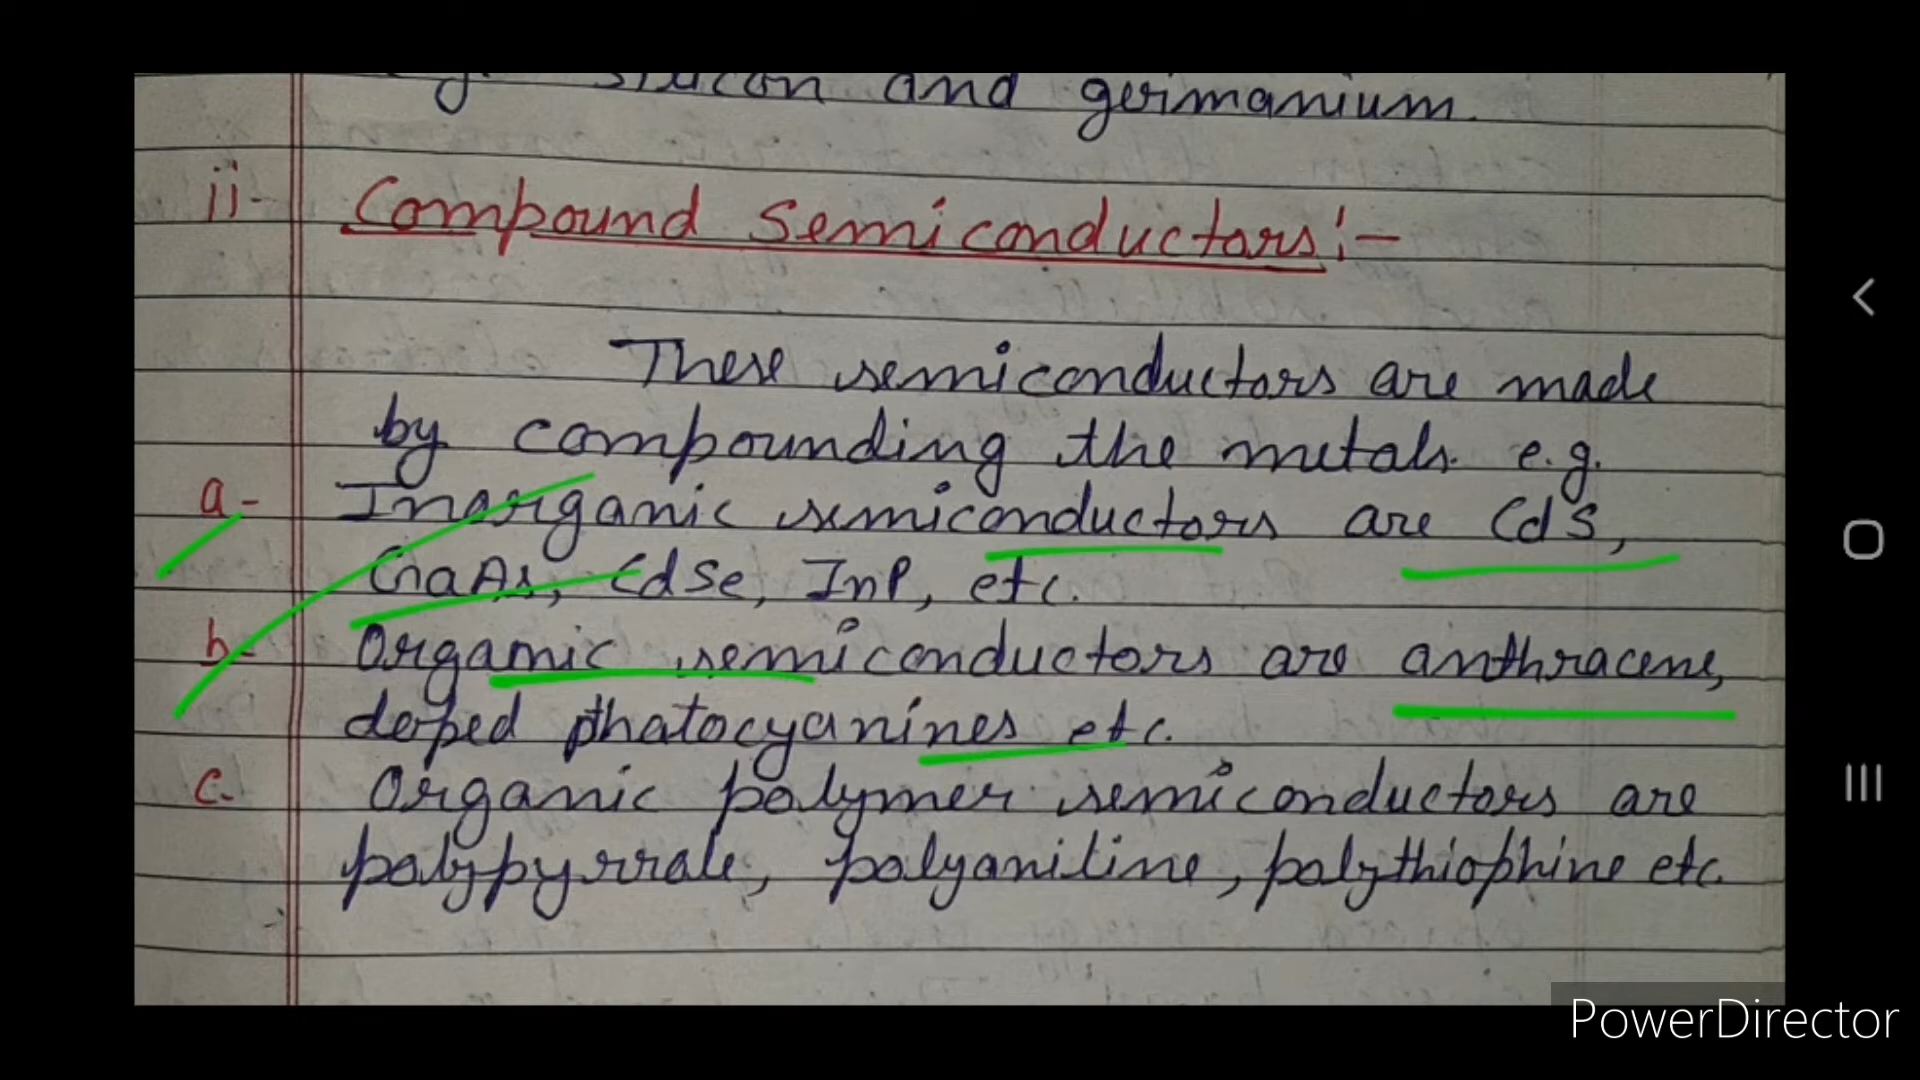 e.g. silicon and germanium.
ii- Compound Semiconductors:-
These semiconductors are made
by compounding the metals. e.g.
a- Inorganic semiconductors are CdS,
GaAs, CdSe, InP, etc.
b- Organic semiconductors are anthracene,
doped phatocyanines etc.
c. Organic polymer semiconductors are
polypyrrole, polyaniline, polythiophine etc.
PowerDirector